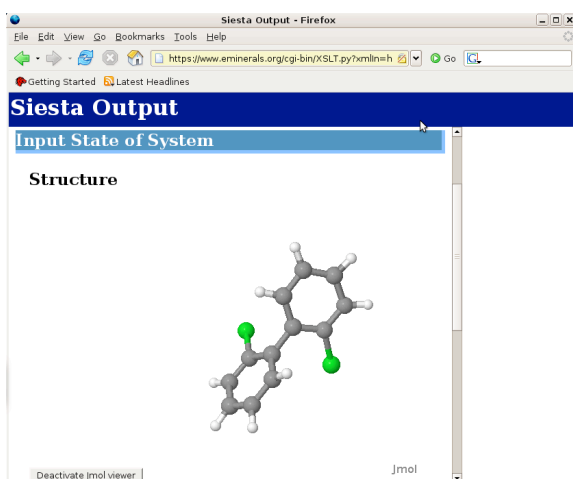 Siesta Output - Firefox
File Edit View Go Bookmarks Tools Help
https://www.eminerals.org/cgi-bin/XSLT.py?xmlIn=h Go G
Getting Started Latest Headlines
Siesta Output
Input State of System
Structure
Jmol
Deactivate Jmol viewer